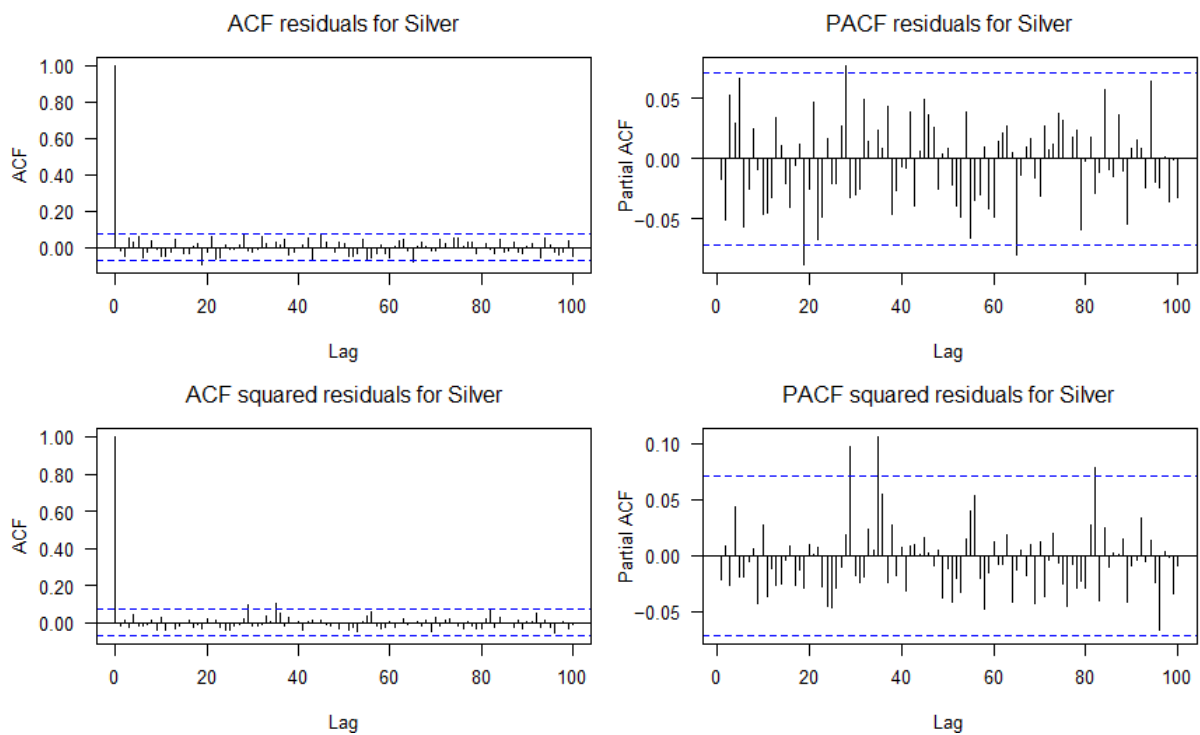 ACF residuals for Silver
ACF
1.00
0.80
0.60
0.40
0.20
0.00
0 20 40 60 80 100
Lag
PACF residuals for Silver
Partial ACF
0.05
0.00
−0.05
0 20 40 60 80 100
Lag
ACF squared residuals for Silver
ACF
1.00
0.80
0.60
0.40
0.20
0.00
0 20 40 60 80 100
Lag
PACF squared residuals for Silver
Partial ACF
0.10
0.05
0.00
−0.05
0 20 40 60 80 100
Lag